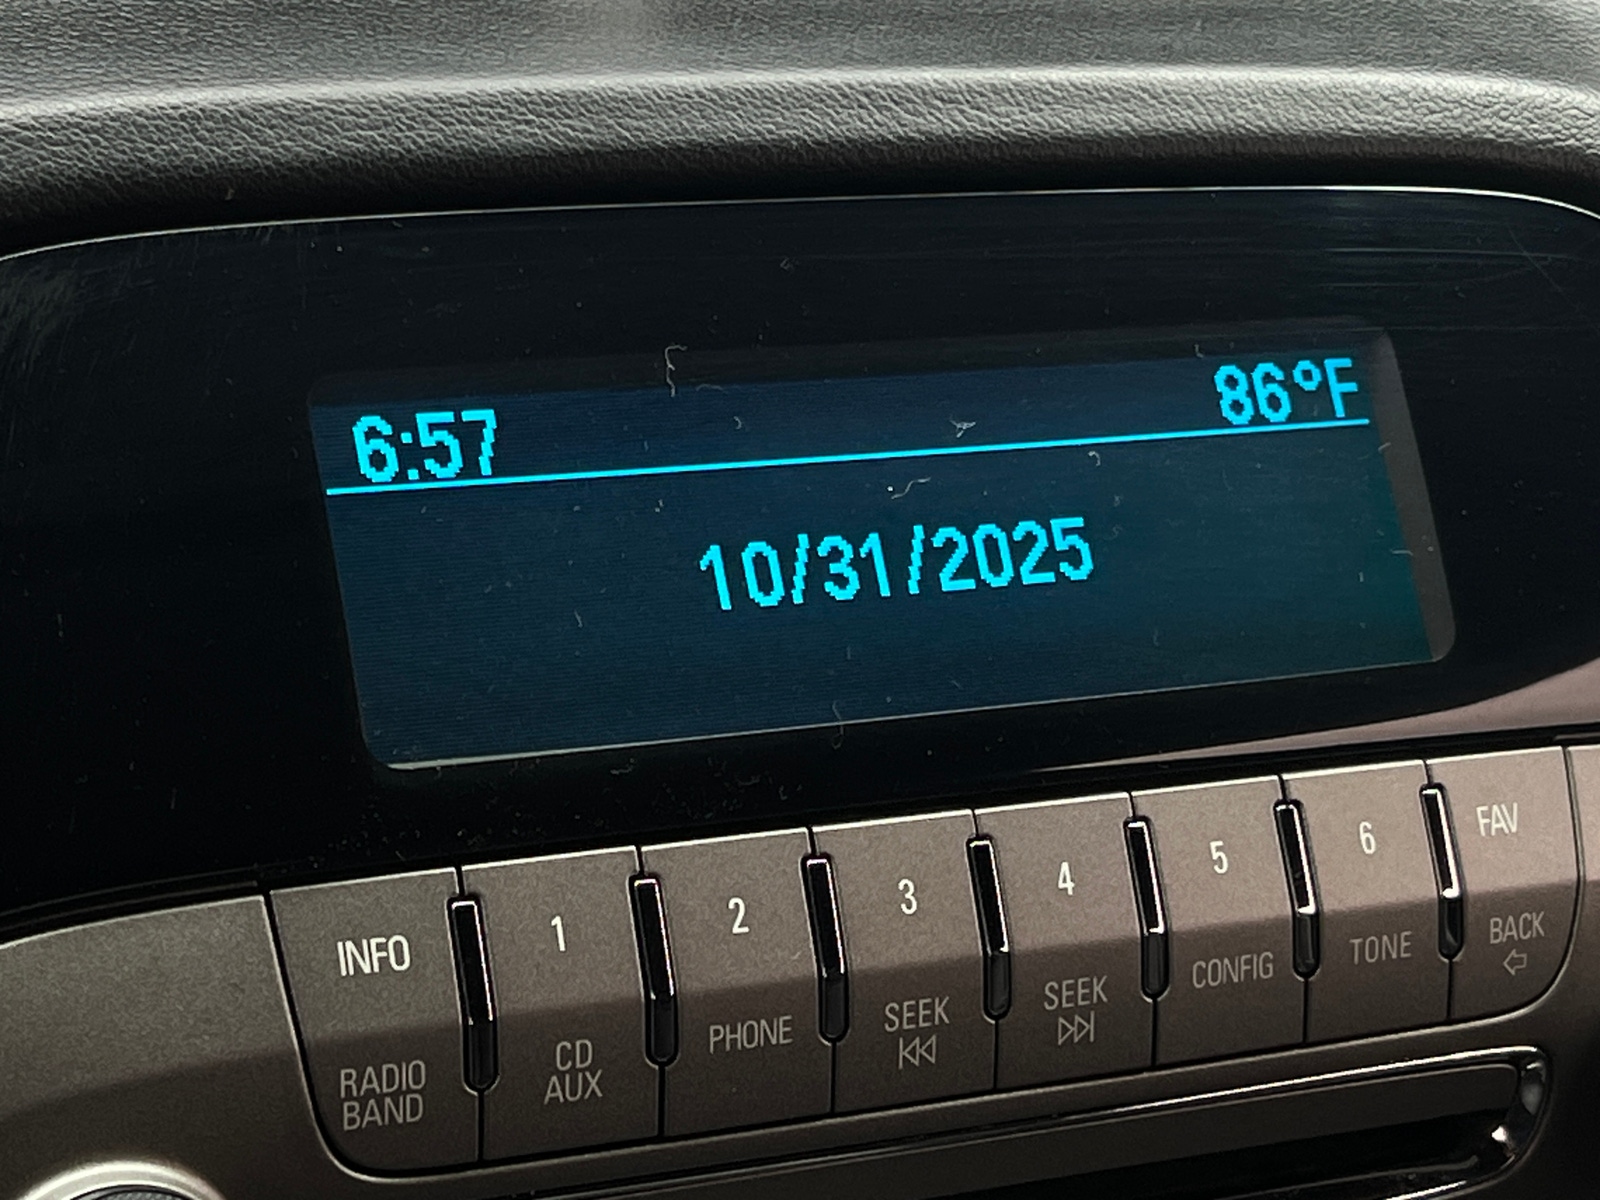 6:57 86°F
10/31/2025
INFO 1 2 3 4 5 6 FAV
RADIO BAND CD AUX PHONE SEEK SEEK CONFIG TONE BACK